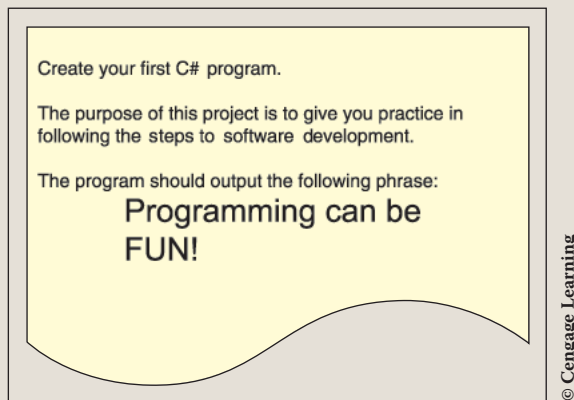 Create your first C# program.
The purpose of this project is to give you practice in
following the steps to software development.
The program should output the following phrase:
Programming can be
FUN!
© Cengage Learning